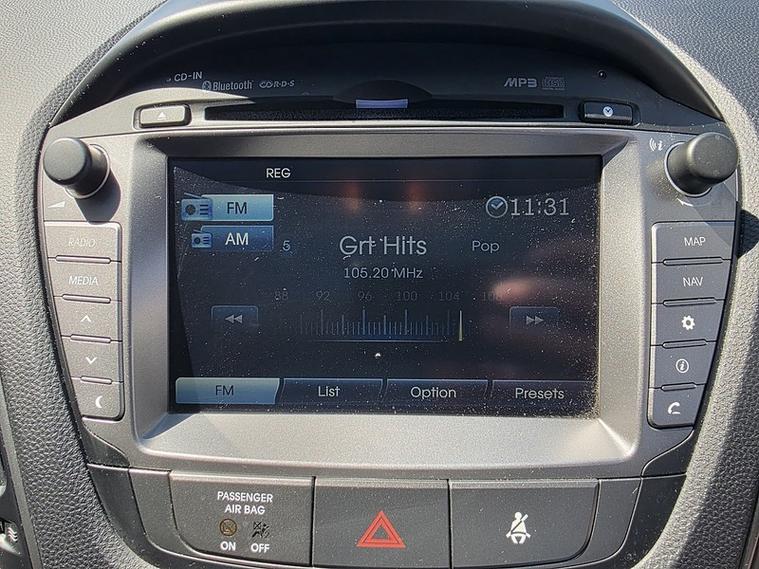 CD-IN
Bluetooth R·D·S MP3
REG
FM 11:31
AM 5 Grt Hits Pop
105.20 MHz
88 92 96 100 104
FM List Option Presets
RADIO
MEDIA
MAP
NAV
PASSENGER
AIR BAG
ON OFF